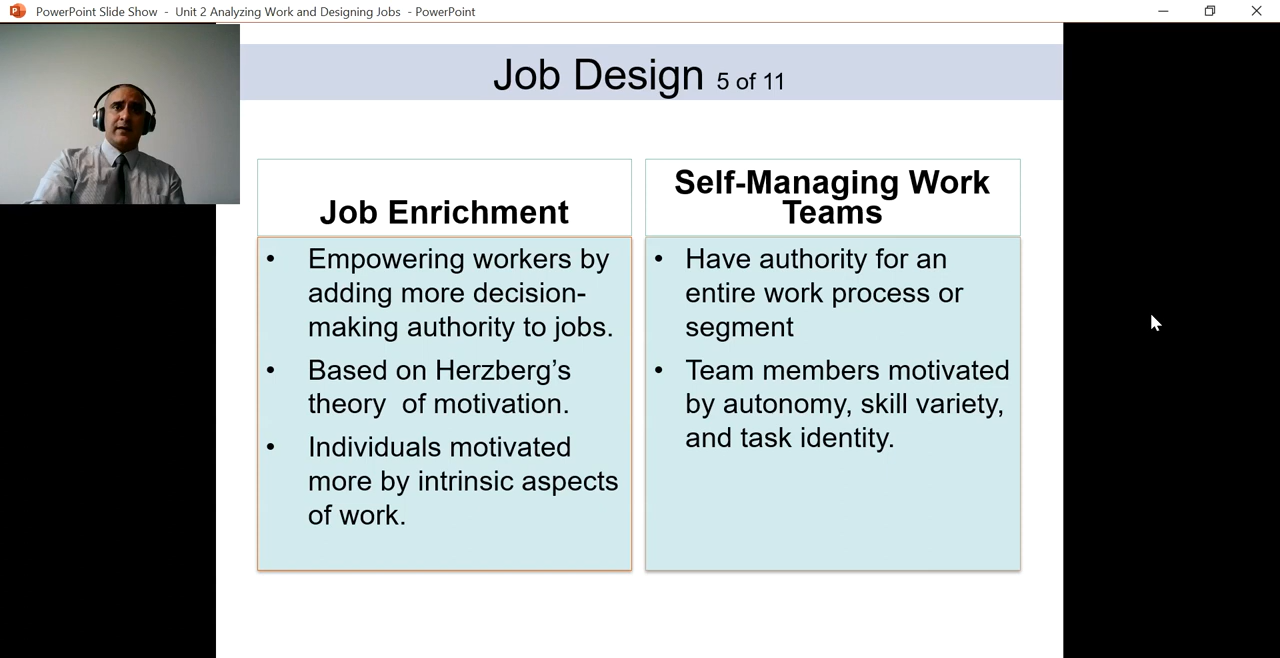 PowerPoint Slide Show - Unit 2 Analyzing Work and Designing Jobs - PowerPoint
Job Design 5 of 11
Job Enrichment
• Empowering workers by
adding more decision-
making authority to jobs.
• Based on Herzberg’s
theory  of motivation.
• Individuals motivated
more by intrinsic aspects
of work.
Self-Managing Work
Teams
• Have authority for an
entire work process or
segment
• Team members motivated
by autonomy, skill variety,
and task identity.